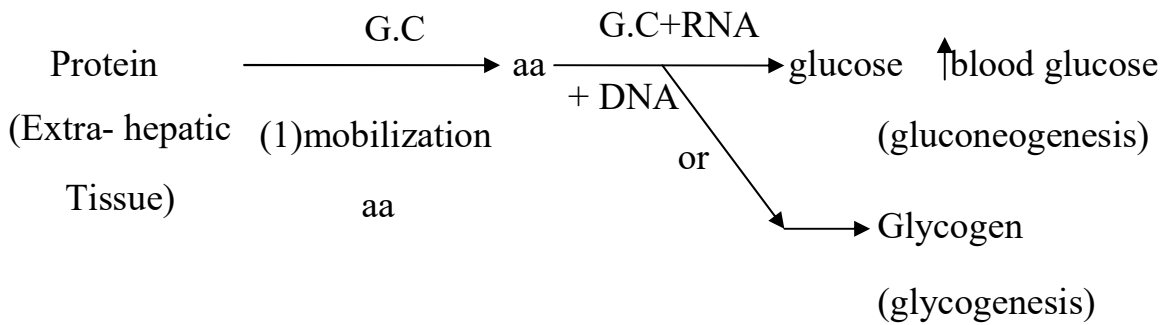 G.C G.C+RNA
Protein aa glucose blood glucose
+ DNA
(Extra- hepatic (1)mobilization (gluconeogenesis)
or
Tissue) aa
Glycogen
(glycogenesis)